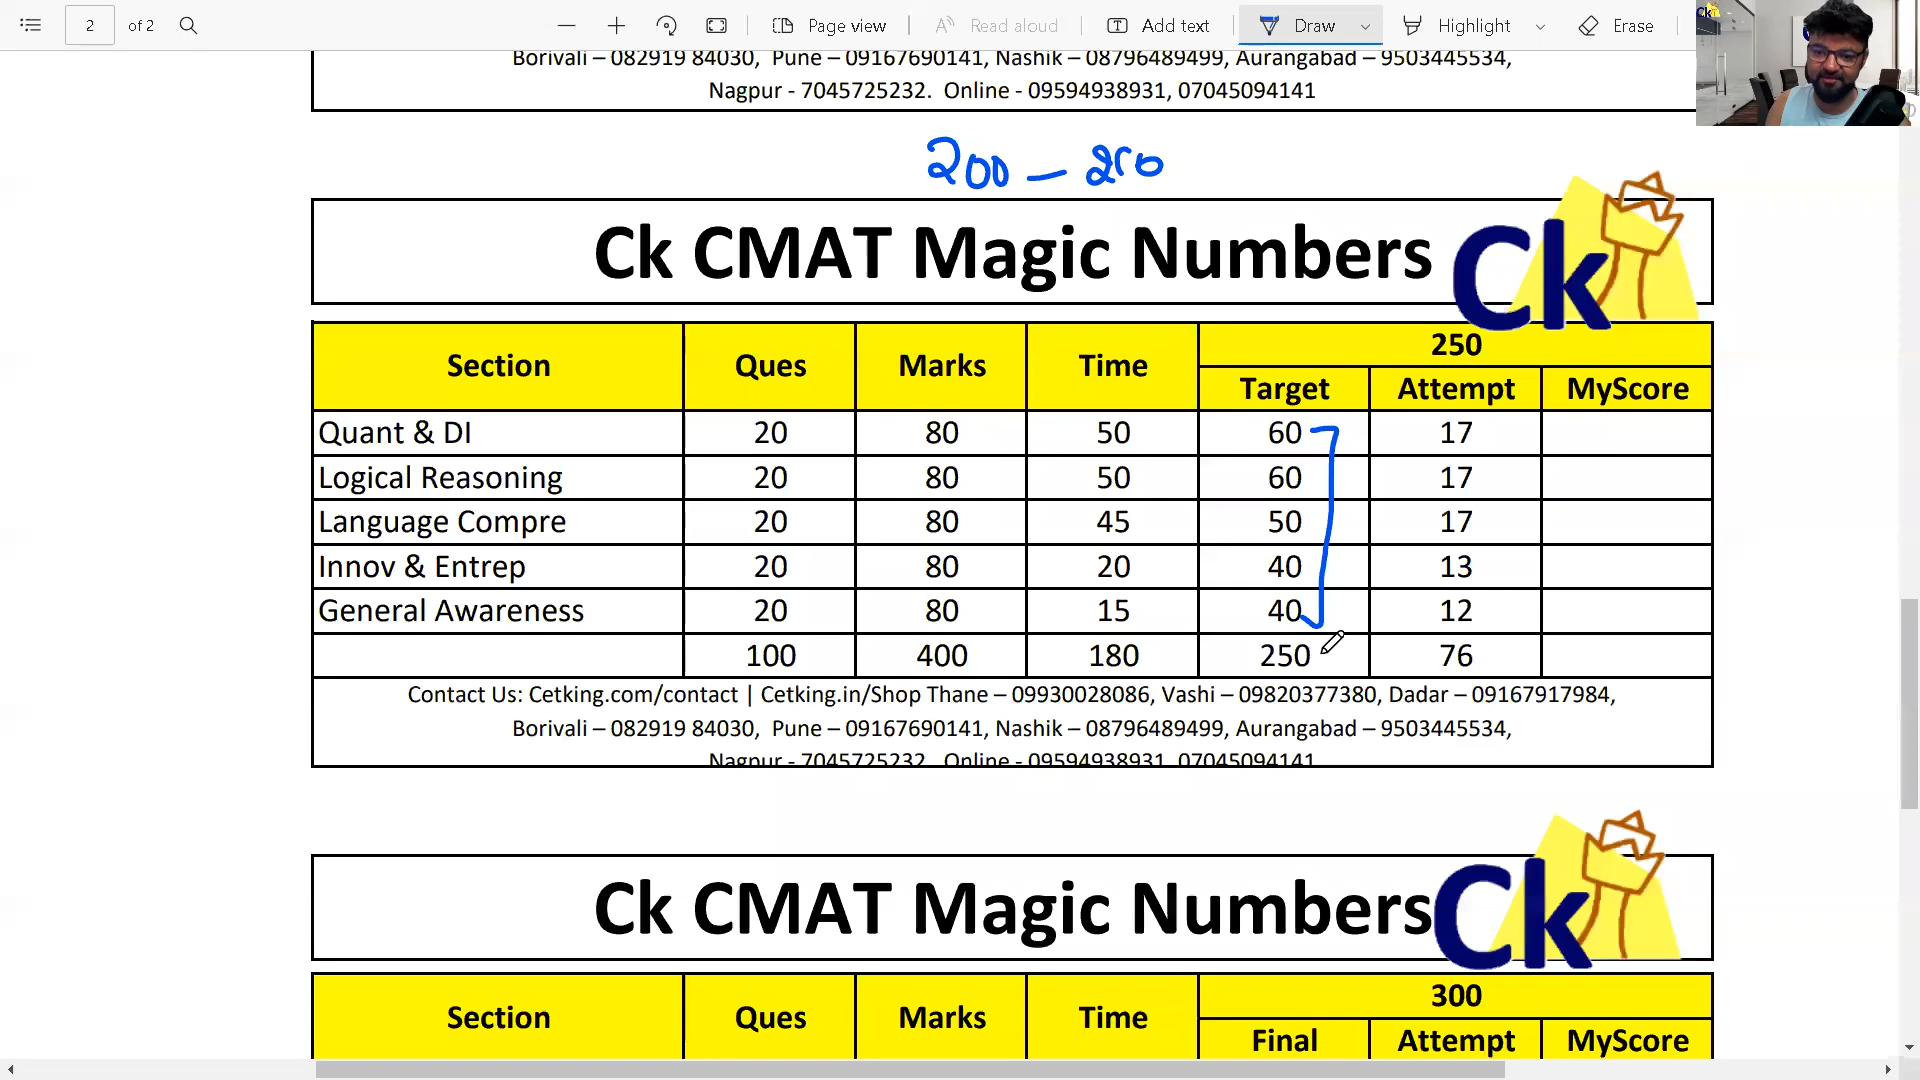 2 of 2 Page view Read aloud Add text Draw Highlight Erase
Borivali – 082919 84030, Pune – 09167690141, Nashik – 08796489499, Aurangabad – 9503445534,
Nagpur - 7045725232. Online - 09594938931, 07045094141
200 – 250
Ck CMAT Magic Numbers Ck
Section Ques Marks Time 250
Target Attempt MyScore
Quant & DI 20 80 50 60 17
Logical Reasoning 20 80 50 60 17
Language Compre 20 80 45 50 17
Innov & Entrep 20 80 20 40 13
General Awareness 20 80 15 40 12
100 400 180 250 76
Contact Us: Cetking.com/contact | Cetking.in/Shop Thane – 09930028086, Vashi – 09820377380, Dadar – 09167917984,
Borivali – 082919 84030, Pune – 09167690141, Nashik – 08796489499, Aurangabad – 9503445534,
Nagpur - 7045725232. Online - 09594938931, 07045094141
Ck CMAT Magic Numbers Ck
Section Ques Marks Time 300
Final Attempt MyScore